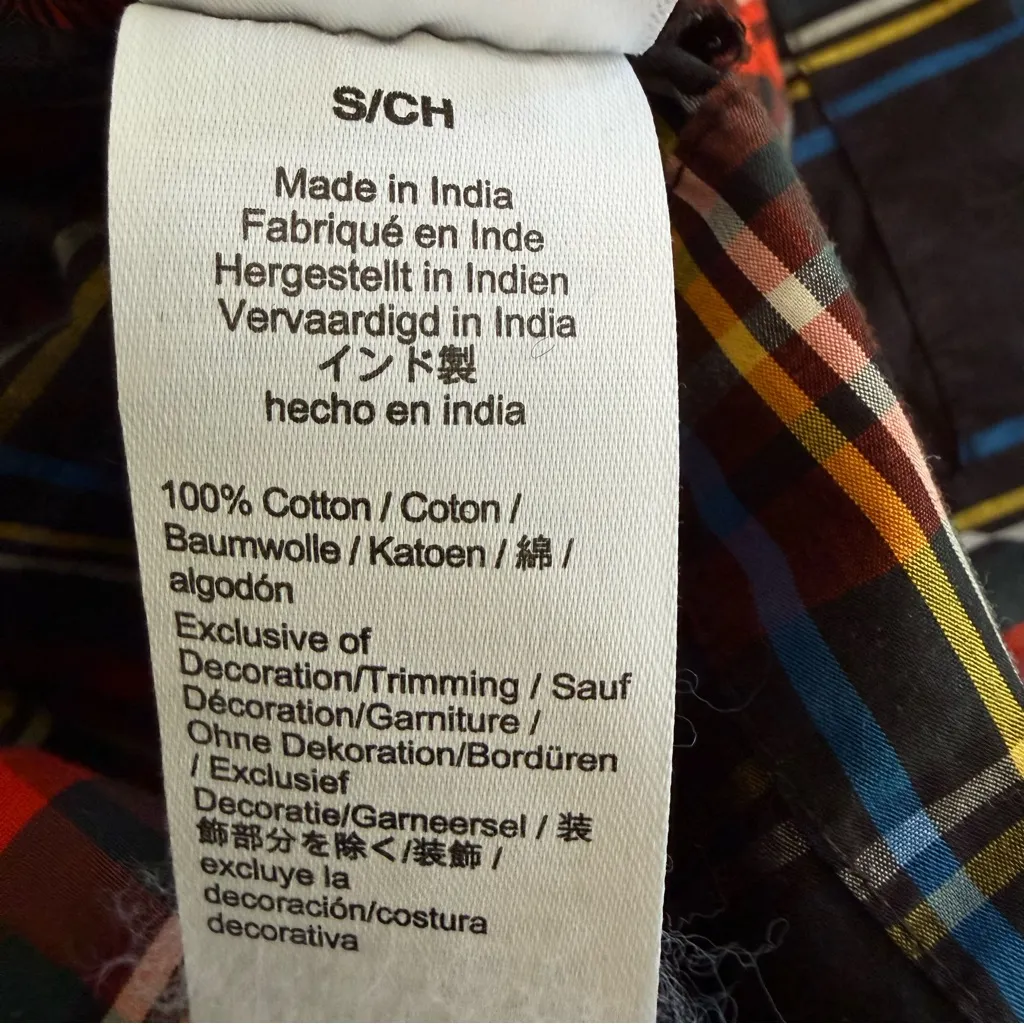 S/CH
Made in India
Fabriqué en Inde
Hergestellt in Indien
Vervaardigd in India
インド製
hecho en india
100% Cotton / Coton /
Baumwolle / Katoen / 綿 /
algodón
Exclusive of
Decoration/Trimming / Sauf
Décoration/Garniture /
Ohne Dekoration/Bordüren
/ Exclusief
Decoratie/Garneersel / 装
飾部分を除く/装飾 /
excluye la
decoración/costura
decorativa